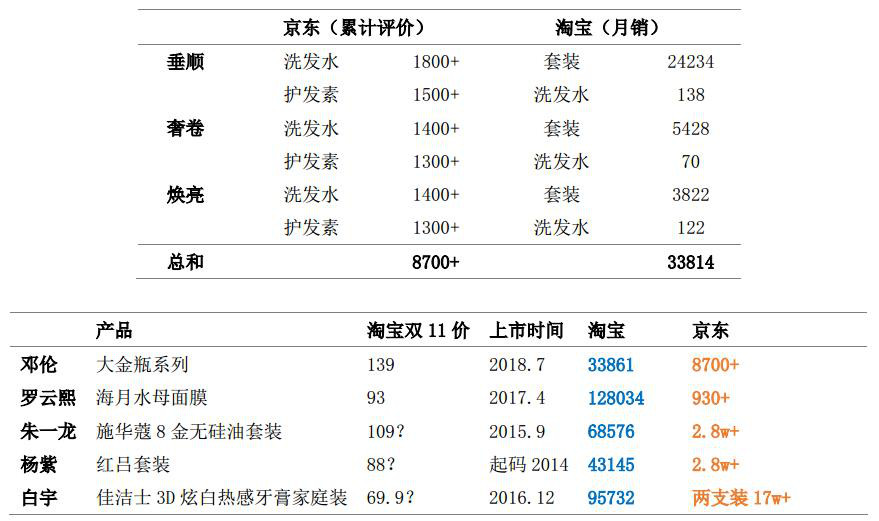 京东（累计评价） 淘宝（月销）
垂顺 洗发水 1800+ 套装 24234
护发素 1500+ 洗发水 138
奢卷 洗发水 1400+ 套装 5428
护发素 1300+ 洗发水 70
焕亮 洗发水 1400+ 套装 3822
护发素 1300+ 洗发水 122
总和 8700+ 33814
产品 淘宝双 11 价 上市时间 淘宝 京东
邓伦 大金瓶系列 139 2018.7 33861 8700+
罗云熙 海月水母面膜 93 2017.4 128034 930+
朱一龙 施华蔻 8 金无硅油套装 109？ 2015.9 68576 2.8w+
杨紫 红吕套装 88？ 起码 2014 43145 2.8w+
白宇 佳洁士 3D 炫白热感牙膏家庭装 69.9？ 2016.12 95732 两支装 17w+